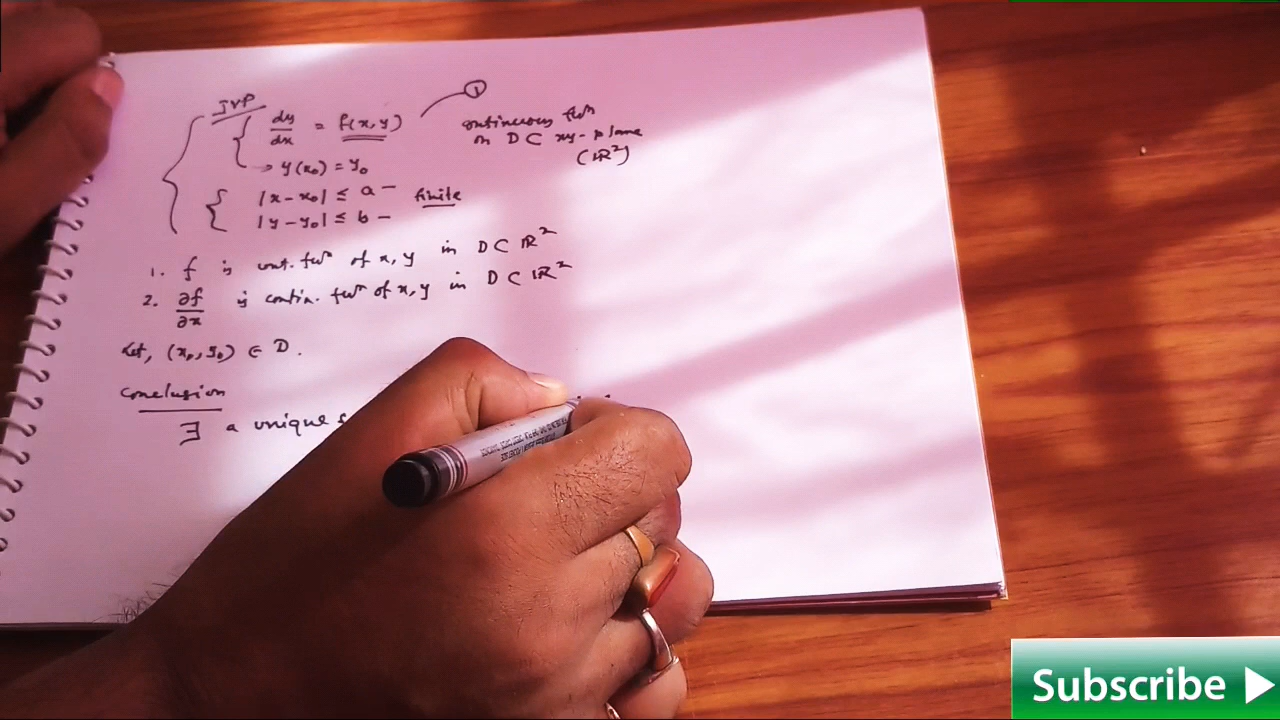 IVP
dy/dx = f(x,y) ①
continuous fun on D ⊂ xy-plane (ℝ²)
→ y(x₀) = y₀
|x-x₀| ≤ a - finite
|y-y₀| ≤ b -
1. f is cont. fun of x, y in D ⊂ ℝ²
2. ∂f/∂x is contin. fun of x, y in D ⊂ ℝ²
Let, (x₀, y₀) ∈ D.
Conclusion
∃ a unique
Subscribe